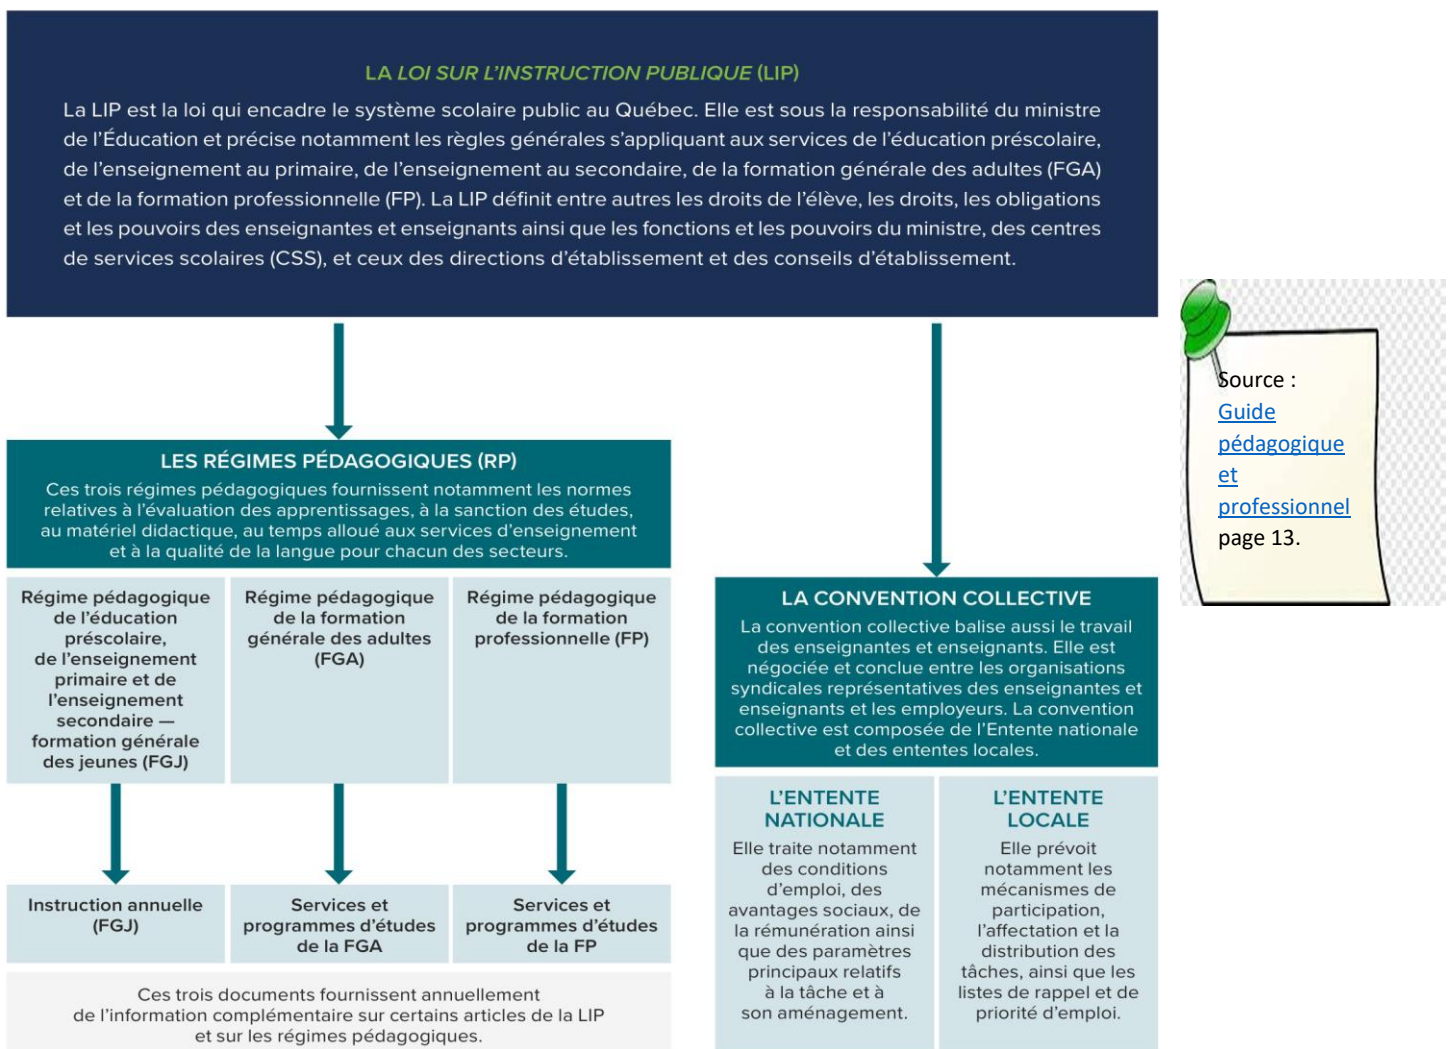 LA LOI SUR L’INSTRUCTION PUBLIQUE (LIP)
La LIP est la loi qui encadre le système scolaire public au Québec. Elle est sous la responsabilité du ministre
de l’Éducation et précise notamment les règles générales s’appliquant aux services de l’éducation préscolaire,
de l’enseignement au primaire, de l’enseignement au secondaire, de la formation générale des adultes (FGA)
et de la formation professionnelle (FP). La LIP définit entre autres les droits de l’élève, les droits, les obligations
et les pouvoirs des enseignantes et enseignants ainsi que les fonctions et les pouvoirs du ministre, des centres
de services scolaires (CSS), et ceux des directions d’établissement et des conseils d’établissement.
LES RÉGIMES PÉDAGOGIQUES (RP)
Ces trois régimes pédagogiques fournissent notamment les normes
relatives à l’évaluation des apprentissages, à la sanction des études,
au matériel didactique, au temps alloué aux services d’enseignement
et à la qualité de la langue pour chacun des secteurs.
Régime pédagogique
de l’éducation
préscolaire,
de l’enseignement
primaire et de
l’enseignement
secondaire —
formation générale
des jeunes (FGJ)
Régime pédagogique
de la formation
générale des adultes
(FGA)
Régime pédagogique
de la formation
professionnelle (FP)
Instruction annuelle
(FGJ)
Services et
programmes d’études
de la FGA
Services et
programmes d’études
de la FP
Ces trois documents fournissent annuellement
de l’information complémentaire sur certains articles de la LIP
et sur les régimes pédagogiques.
LA CONVENTION COLLECTIVE
La convention collective balise aussi le travail
des enseignantes et enseignants. Elle est
négociée et conclue entre les organisations
syndicales représentatives des enseignantes et
enseignants et les employeurs. La convention
collective est composée de l’Entente nationale
et des ententes locales.
L’ENTENTE
NATIONALE
Elle traite notamment
des conditions
d’emploi, des
avantages sociaux, de
la rémunération ainsi
que des paramètres
principaux relatifs
à la tâche et à
son aménagement.
L’ENTENTE
LOCALE
Elle prévoit
notamment les
mécanismes de
participation,
l’affectation et la
distribution des
tâches, ainsi que les
listes de rappel et de
priorité d’emploi.
Source :
Guide
pédagogique
et
professionnel
page 13.